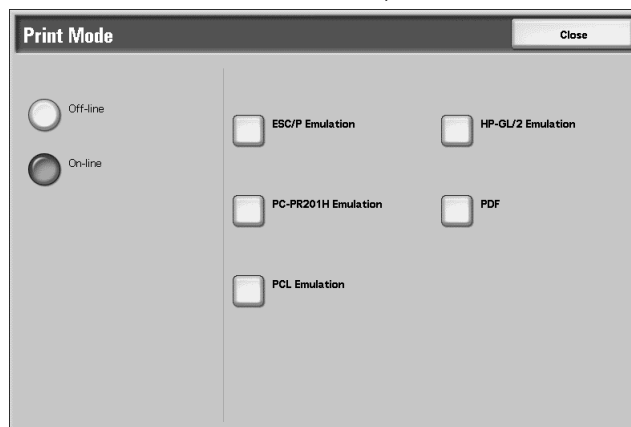 Print Mode
Close
Off-line
On-line
ESC/P Emulation
HP-GL/2 Emulation
PC-PR201H Emulation
PDF
PCL Emulation